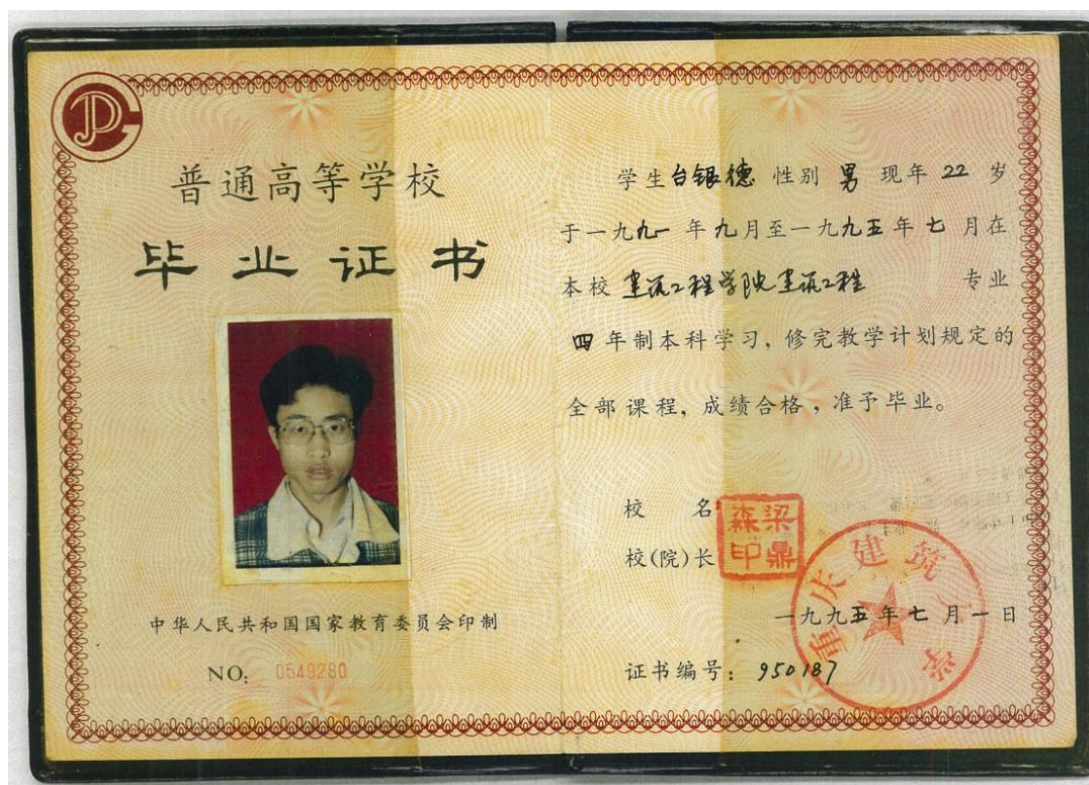 普通高等学校
毕业证书
中华人民共和国国家教育委员会印制
NO: 0549280
学生台银德 性别 男 现年 22 岁
于一九九一年九月至一九九五年七月在
本校 建筑工程学院建筑工程 专业
四年制本科学习，修完教学计划规定的
全部课程，成绩合格，准予毕业。
校 名
校(院)长
梁鼎森印
重庆建筑大学
一九九五年七月一日
证书编号：950187